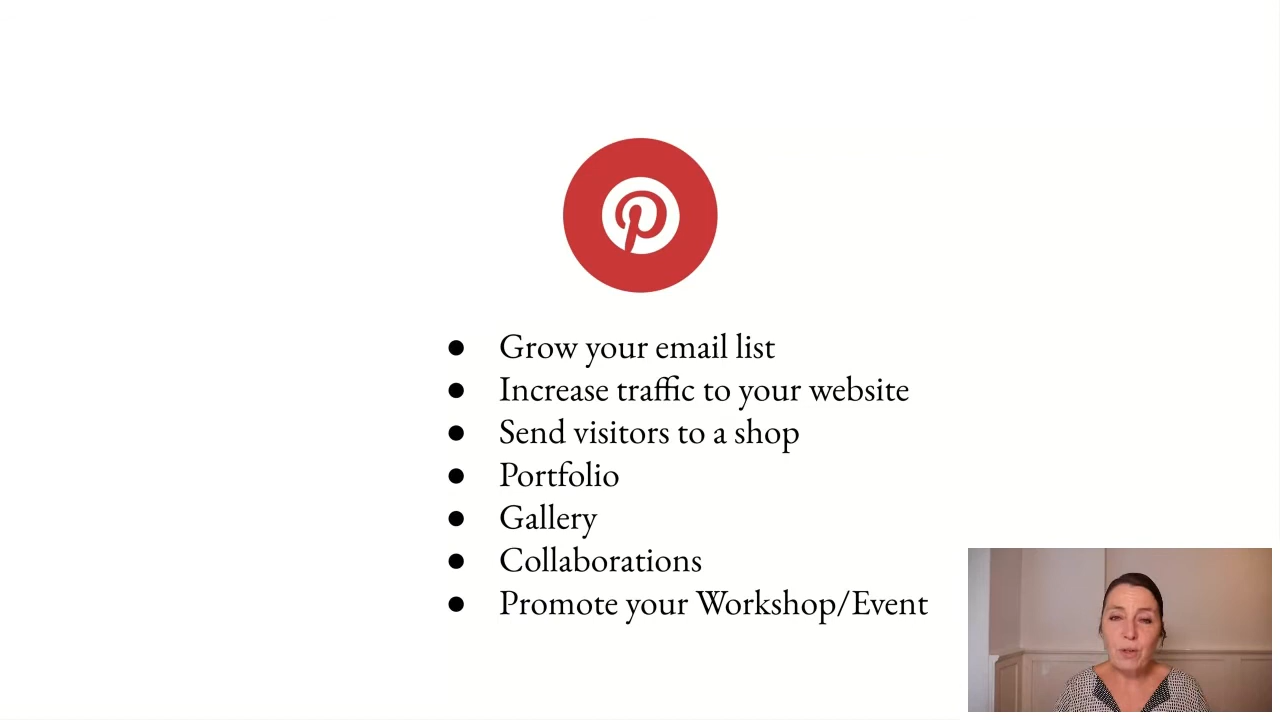 ● Grow your email list
● Increase traffic to your website
● Send visitors to a shop
● Portfolio
● Gallery
● Collaborations
● Promote your Workshop/Event